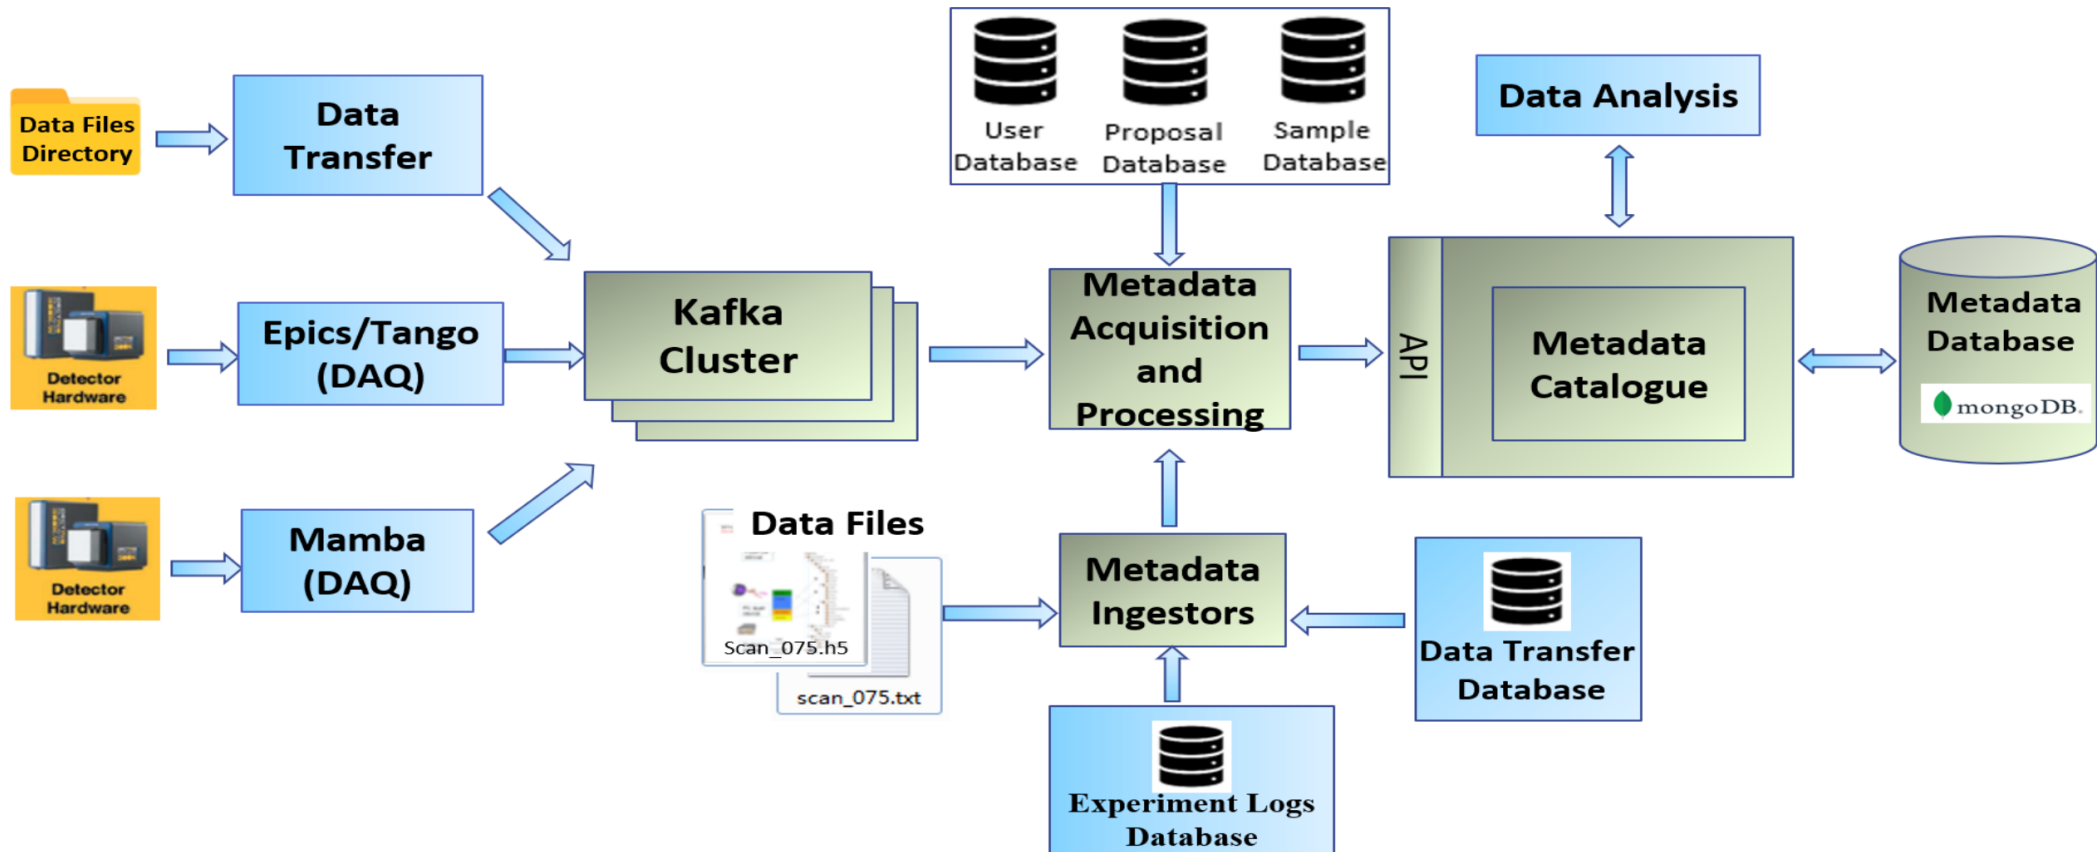 Data Files
Directory
Data
Transfer
User
Database
Proposal
Database
Sample
Database
Data Analysis
Detector
Hardware
Epics/Tango
(DAQ)
Kafka
Cluster
Metadata
Acquisition
and
Processing
API
Metadata
Catalogue
Metadata
Database
mongoDB.
Detector
Hardware
Mamba
(DAQ)
Data Files
Scan_075.h5
scan_075.txt
Metadata
Ingestors
Data Transfer
Database
Experiment Logs
Database